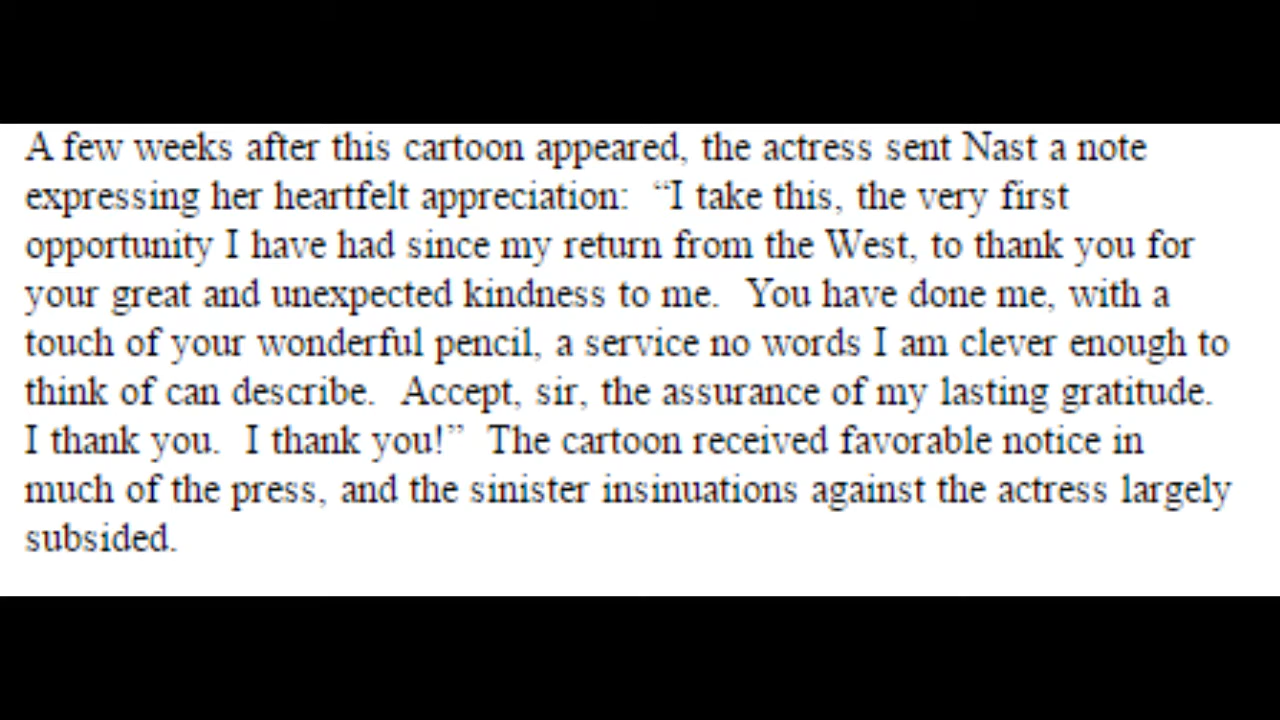 A few weeks after this cartoon appeared, the actress sent Nast a note
expressing her heartfelt appreciation:  “I take this, the very first
opportunity I have had since my return from the West, to thank you for
your great and unexpected kindness to me.  You have done me, with a
touch of your wonderful pencil, a service no words I am clever enough to
think of can describe.  Accept, sir, the assurance of my lasting gratitude.
I thank you.  I thank you!”  The cartoon received favorable notice in
much of the press, and the sinister insinuations against the actress largely
subsided.